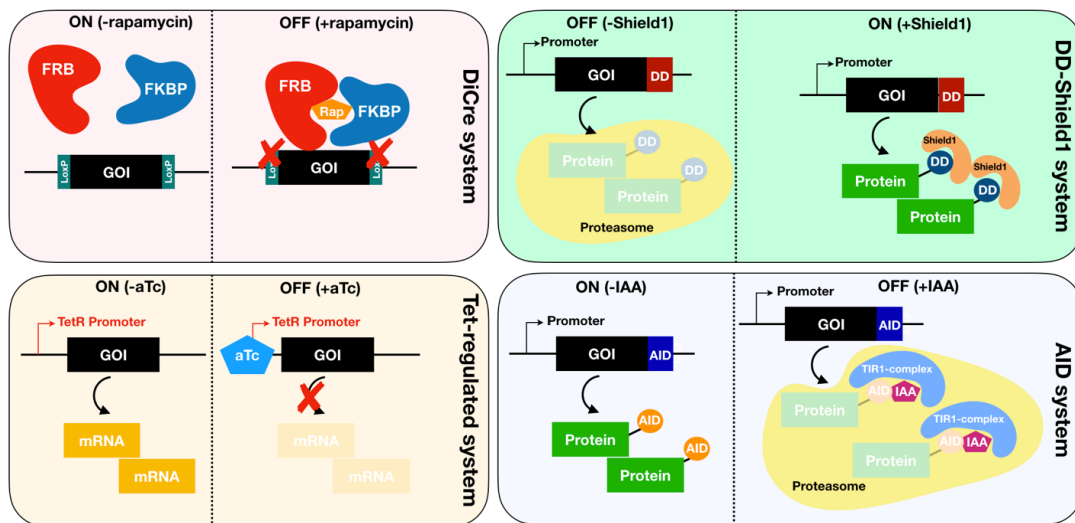 ON (-rapamycin)
OFF (+rapamycin)
FRB
FKBP
LoxP
GOI
LoxP
FRB
Rap
FKBP
LoxP
GOI
DiCre system
OFF (-Shield1)
ON (+Shield1)
Promoter
GOI
DD
DD
Protein
DD
Protein
Proteasome
Promoter
GOI
DD
Shield1
Shield1
DD
Protein
DD
Protein
DD-Shield1 system
ON (-aTc)
OFF (+aTc)
TetR Promoter
GOI
mRNA
mRNA
TetR Promoter
aTc
GOI
mRNA
mRNA
Tet-regulated system
ON (-IAA)
OFF (+IAA)
Promoter
GOI
AID
AID
Protein
AID
Protein
Promoter
GOI
AID
TIR1-complex
AID
IAA
Protein
TIR1-complex
AID
IAA
Protein
Proteasome
AID system